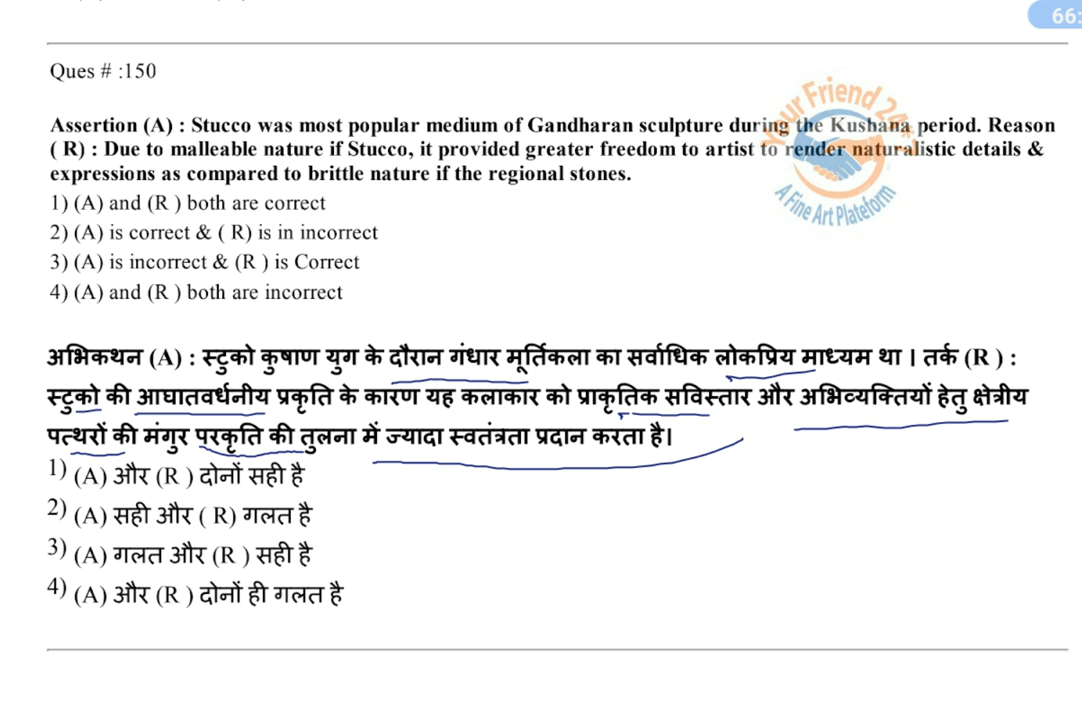 66:
Ques # :150
Assertion (A) : Stucco was most popular medium of Gandharan sculpture during the Kushana period. Reason
( R) : Due to malleable nature if Stucco, it provided greater freedom to artist to render naturalistic details &
expressions as compared to brittle nature if the regional stones.
1) (A) and (R ) both are correct
2) (A) is correct & ( R) is in incorrect
3) (A) is incorrect & (R ) is Correct
4) (A) and (R ) both are incorrect
Your Friend 24
A Fine Art Plateform
अभिकथन (A) : स्टुको कुषाण युग के दौरान गंधार मूर्तिकला का सर्वाधिक लोकप्रिय माध्यम था | तर्क (R ) :
स्टुको की आघातवर्धनीय प्रकृति के कारण यह कलाकार को प्राकृतिक सविस्तार और अभिव्यक्तियों हेतु क्षेत्रीय
पत्थरों की मंगुर परकृति की तुलना में ज्यादा स्वतंत्रता प्रदान करता है।
1) (A) और (R ) दोनों सही है
2) (A) सही और ( R) गलत है
3) (A) गलत और (R ) सही है
4) (A) और (R ) दोनों ही गलत है